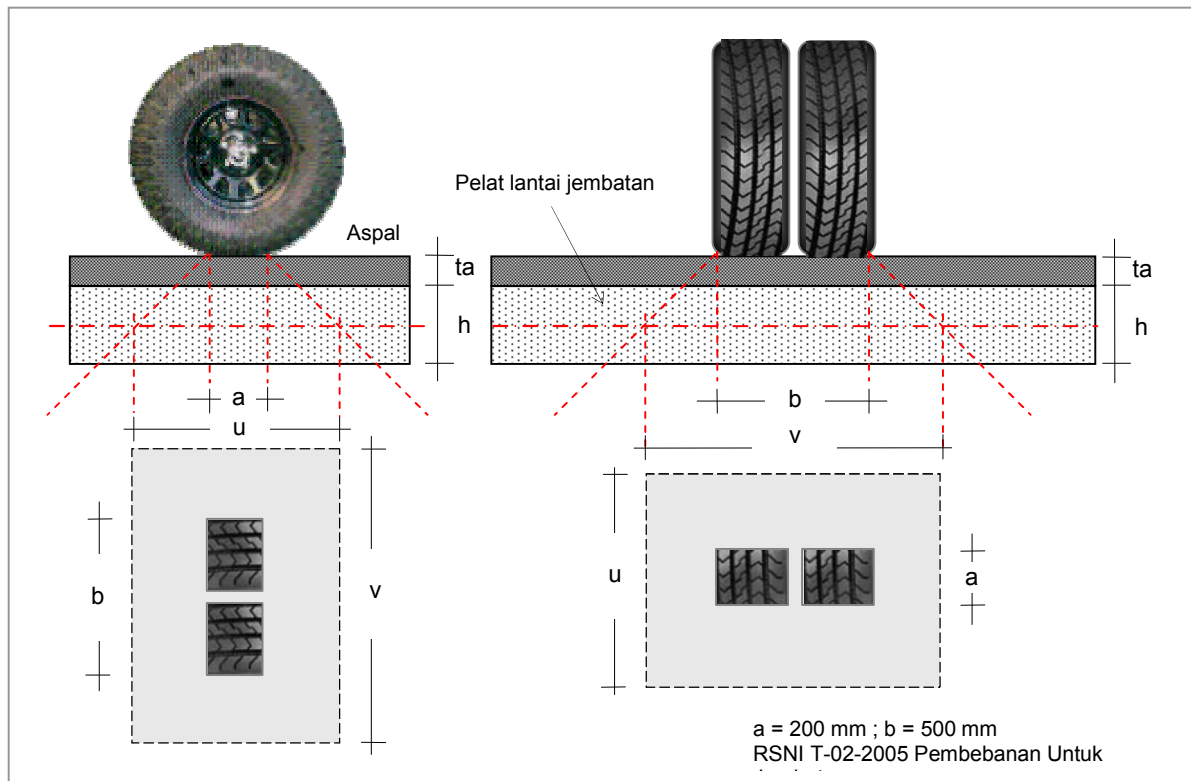 Pelat lantai jembatan
Aspal
ta
h
ta
h
a
u
b
v
b
v
u
a
a = 200 mm ; b = 500 mm
RSNI T-02-2005 Pembebanan Untuk